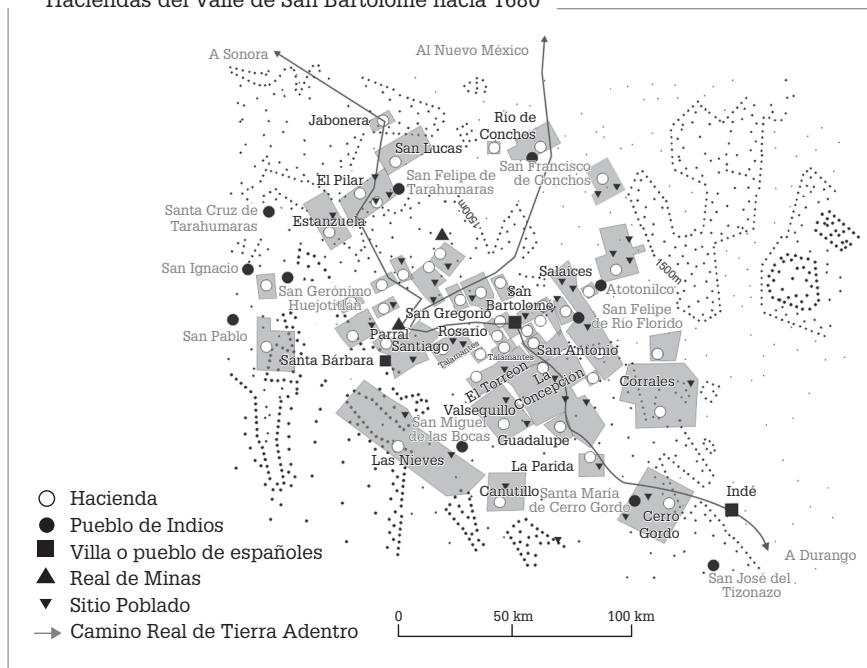 Haciendas del Valle de San Bartolomé hacia 1680
A Sonora
Al Nuevo México
Jabonera
Río de
Conchos
San Lucas
San Francisco
de Conchos
El Pilar
San Felipe de
Tarahumaras
Santa Cruz de
Tarahumaras
Estanzuela
1500m
1500m
San Ignacio
Salaices
Atotonilco
San Gerónimo
Huejotitlán
San
Bartolomé
San Gregorio
San Felipe
de Río Florido
San Pablo
Parral
Rosario
Santiago
Talamantes
Talamantes
San Antonio
Santa Bárbara
El Torreón
La
Concepción
Corrales
Valsequillo
San Miguel
de las Bocas
Guadalupe
Las Nieves
La Parida
Canutillo
Santa María
de Cerro Gordo
Indé
Cerro
Gordo
A Durango
San José del
Tizonazo
Hacienda
Pueblo de Indios
Villa o pueblo de españoles
Real de Minas
Sitio Poblado
Camino Real de Tierra Adentro
0 50 km 100 km